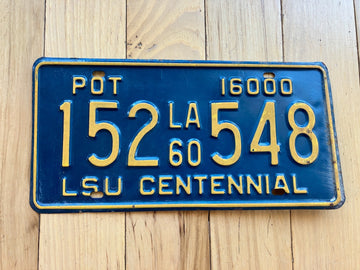 POT 16000
152 LA 60 548
LSU CENTENNIAL